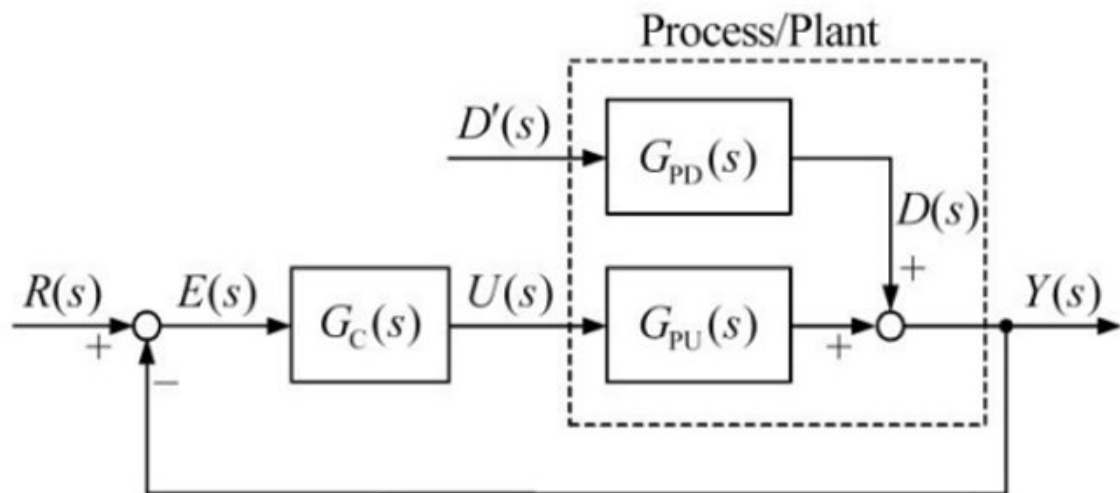 Process/Plant
D'(s)
G_PD(s)
D(s)
+
R(s)
E(s)
G_C(s)
U(s)
G_PU(s)
Y(s)
+
+
−